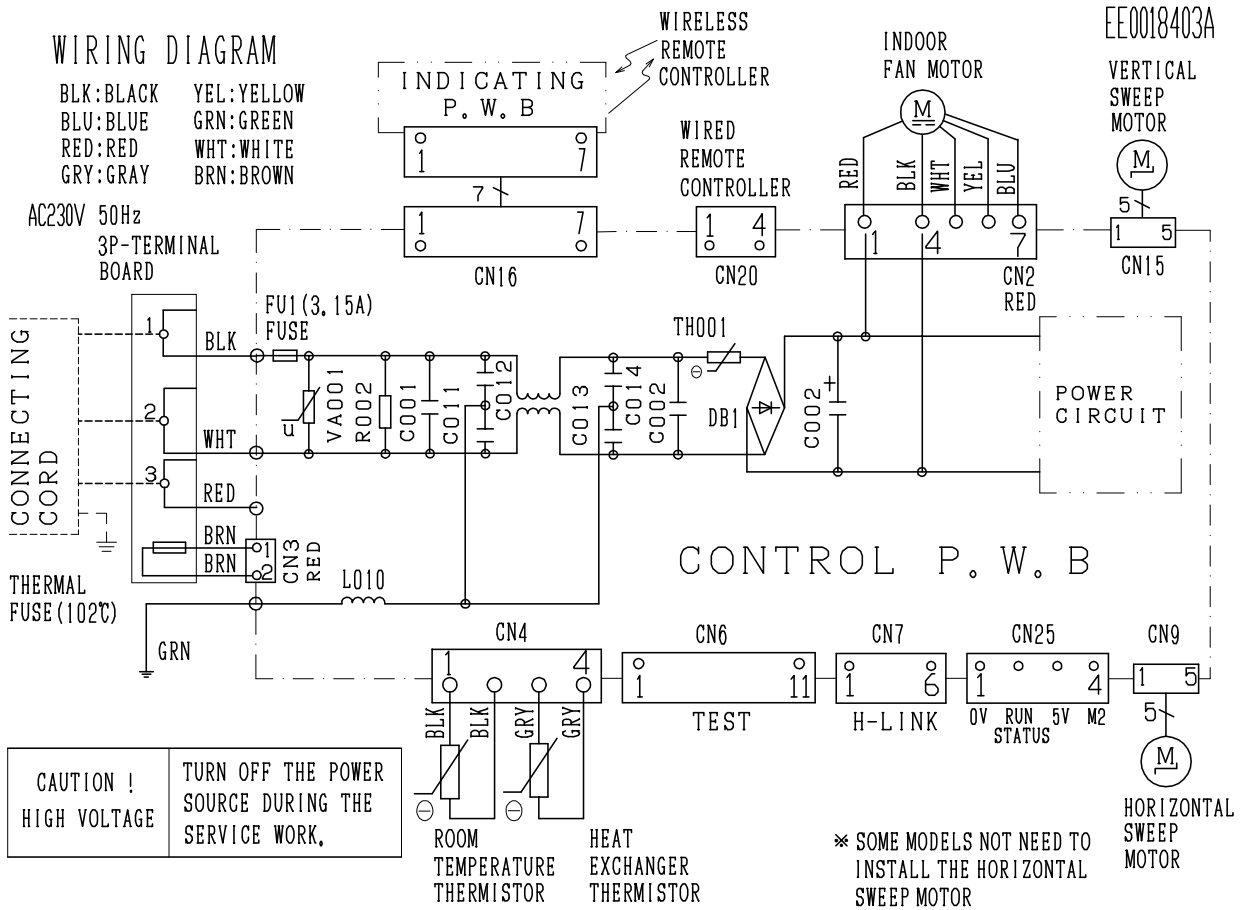 WIRING DIAGRAM
BLK:BLACK YEL:YELLOW
BLU:BLUE GRN:GREEN
RED:RED WHT:WHITE
GRY:GRAY BRN:BROWN
WIRELESS
REMOTE
CONTROLLER
INDICATING
P. W. B
1 7
7
1 7
CN16
WIRED
REMOTE
CONTROLLER
1 4
CN20
INDOOR
FAN MOTOR
M
RED
BLK
WHT
YEL
BLU
1 4 7
CN2
RED
EE0018403A
VERTICAL
SWEEP
MOTOR
M
5
1 5
CN15
AC230V 50Hz
3P-TERMINAL
BOARD
CONNECTING
CORD
1
2
3
BLK
WHT
RED
BRN
BRN
1
2
CN3
RED
THERMAL
FUSE(102℃)
GRN
FU1(3.15A)
FUSE
u
VA001
R002
C001
C011
C012
C013
C014
C002
TH001
DB1
+
C002
POWER
CIRCUIT
L010
CONTROL P. W. B
CN4
1 4
BLK
BLK
GRY
GRY
ROOM
TEMPERATURE
THERMISTOR
HEAT
EXCHANGER
THERMISTOR
CN6
1 11
TEST
CN7
1 6
H-LINK
CN25
1 4
0V RUN 5V M2
STATUS
CN9
1 5
5
M
HORIZONTAL
SWEEP
MOTOR
CAUTION !
HIGH VOLTAGE
TURN OFF THE POWER
SOURCE DURING THE
SERVICE WORK.
※ SOME MODELS NOT NEED TO
INSTALL THE HORIZONTAL
SWEEP MOTOR